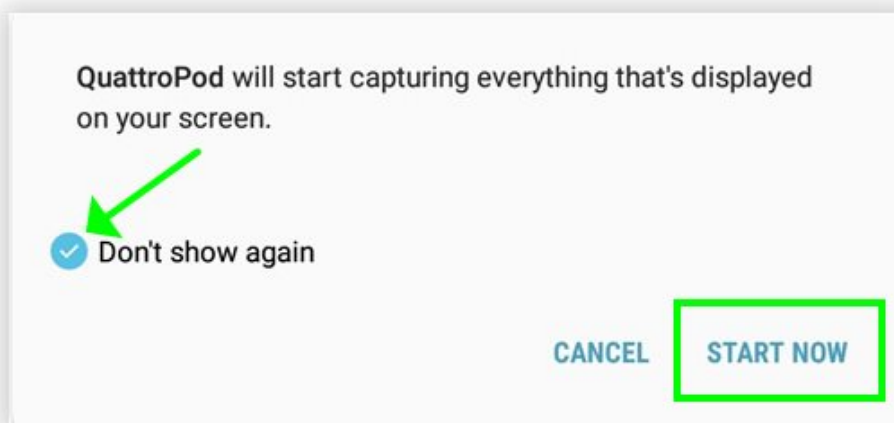 QuattroPod will start capturing everything that's displayed
on your screen.
Don't show again
CANCEL START NOW